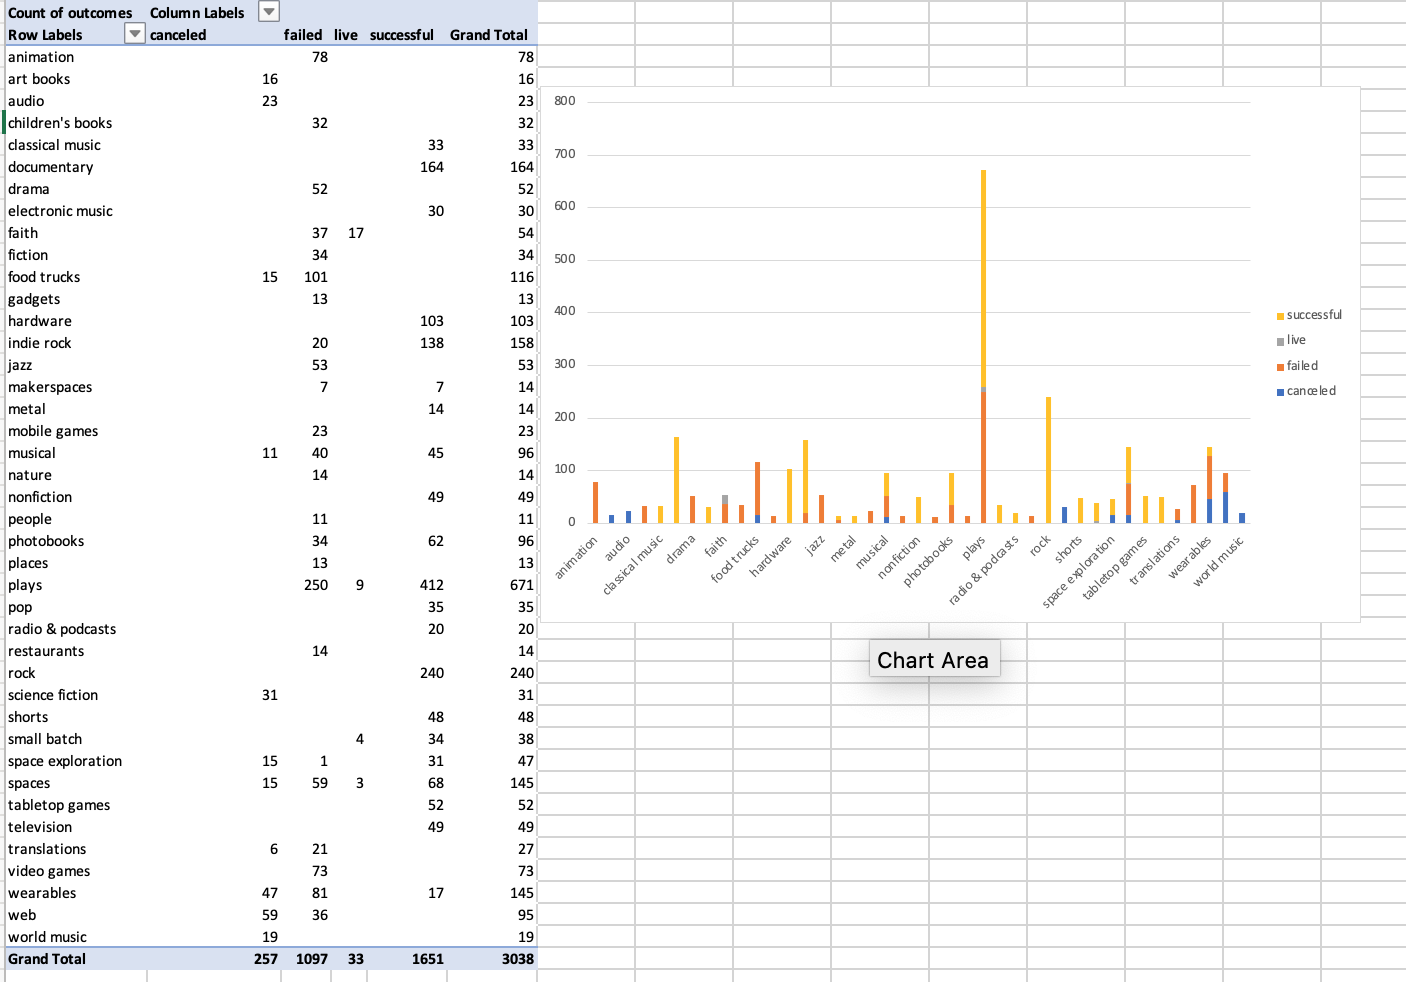 Count of outcomes Column Labels
Row Labels canceled failed live successful Grand Total
animation 78 78
art books 16 16
audio 23 23
children's books 32 32
classical music 33 33
documentary 164 164
drama 52 52
electronic music 30 30
faith 37 17 54
fiction 34 34
food trucks 15 101 116
gadgets 13 13
hardware 103 103
indie rock 20 138 158
jazz 53 53
makerspaces 7 7 14
metal 14 14
mobile games 23 23
musical 11 40 45 96
nature 14 14
nonfiction 49 49
people 11 11
photobooks 34 62 96
places 13 13
plays 250 9 412 671
pop 35 35
radio & podcasts 20 20
restaurants 14 14
rock 240 240
science fiction 31 31
shorts 48 48
small batch 4 34 38
space exploration 15 1 31 47
spaces 15 59 3 68 145
tabletop games 52 52
television 49 49
translations 6 21 27
video games 73 73
wearables 47 81 17 145
web 59 36 95
world music 19 19
Grand Total 257 1097 33 1651 3038
800
700
600
500
400
300
200
100
0
animation
audio
classical music
drama
faith
food trucks
hardware
jazz
metal
musical
nonfiction
photobooks
plays
radio & podcasts
rock
shorts
space exploration
tabletop games
translations
wearables
world music
successful
live
failed
canceled
Chart Area